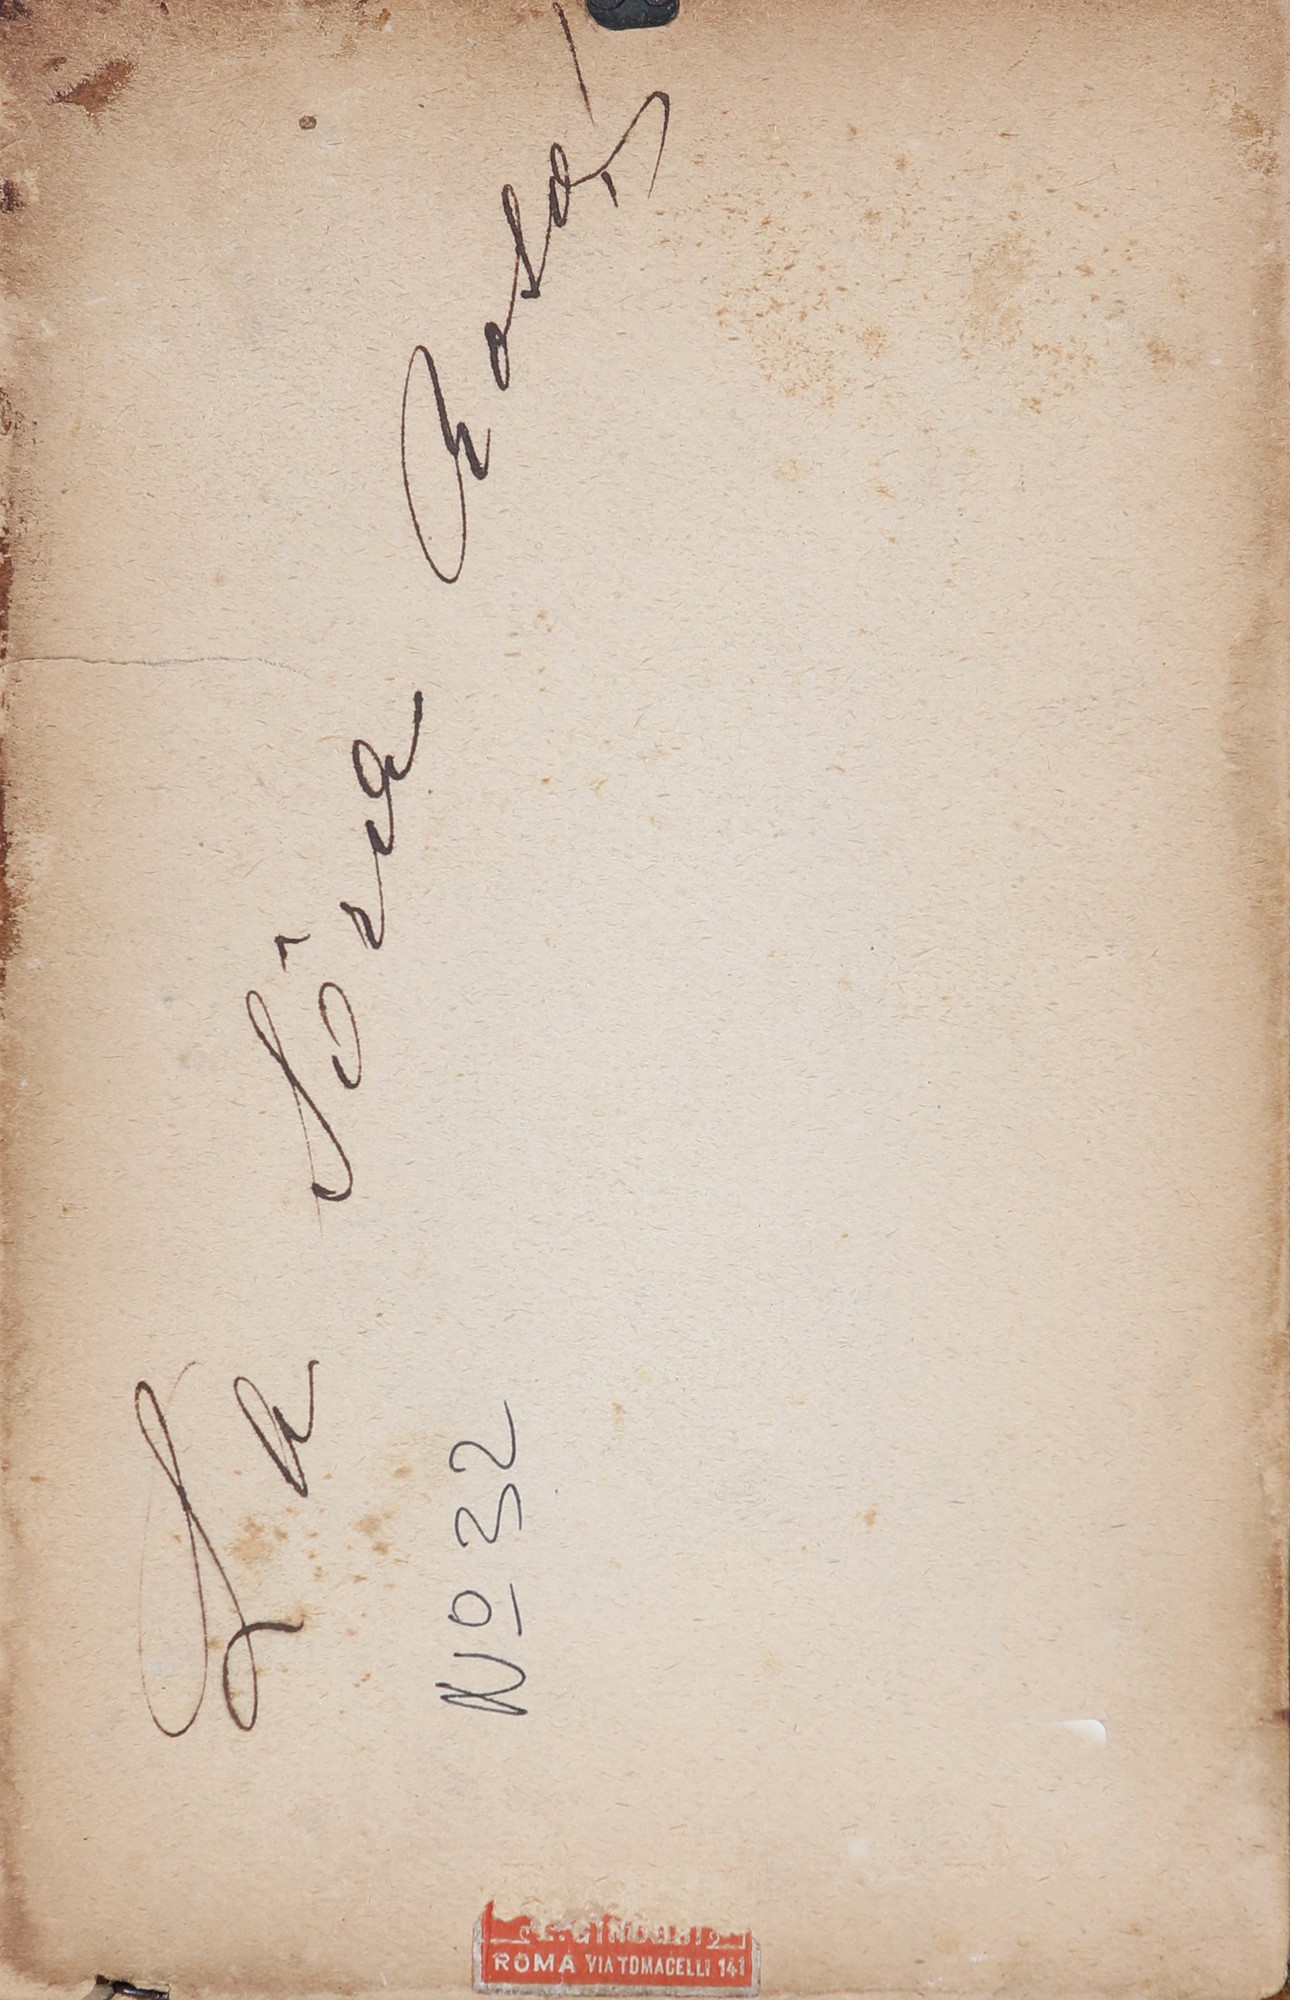 La Sora Rosa!
Nº 32
ROMA VIA TOMACELLI 141